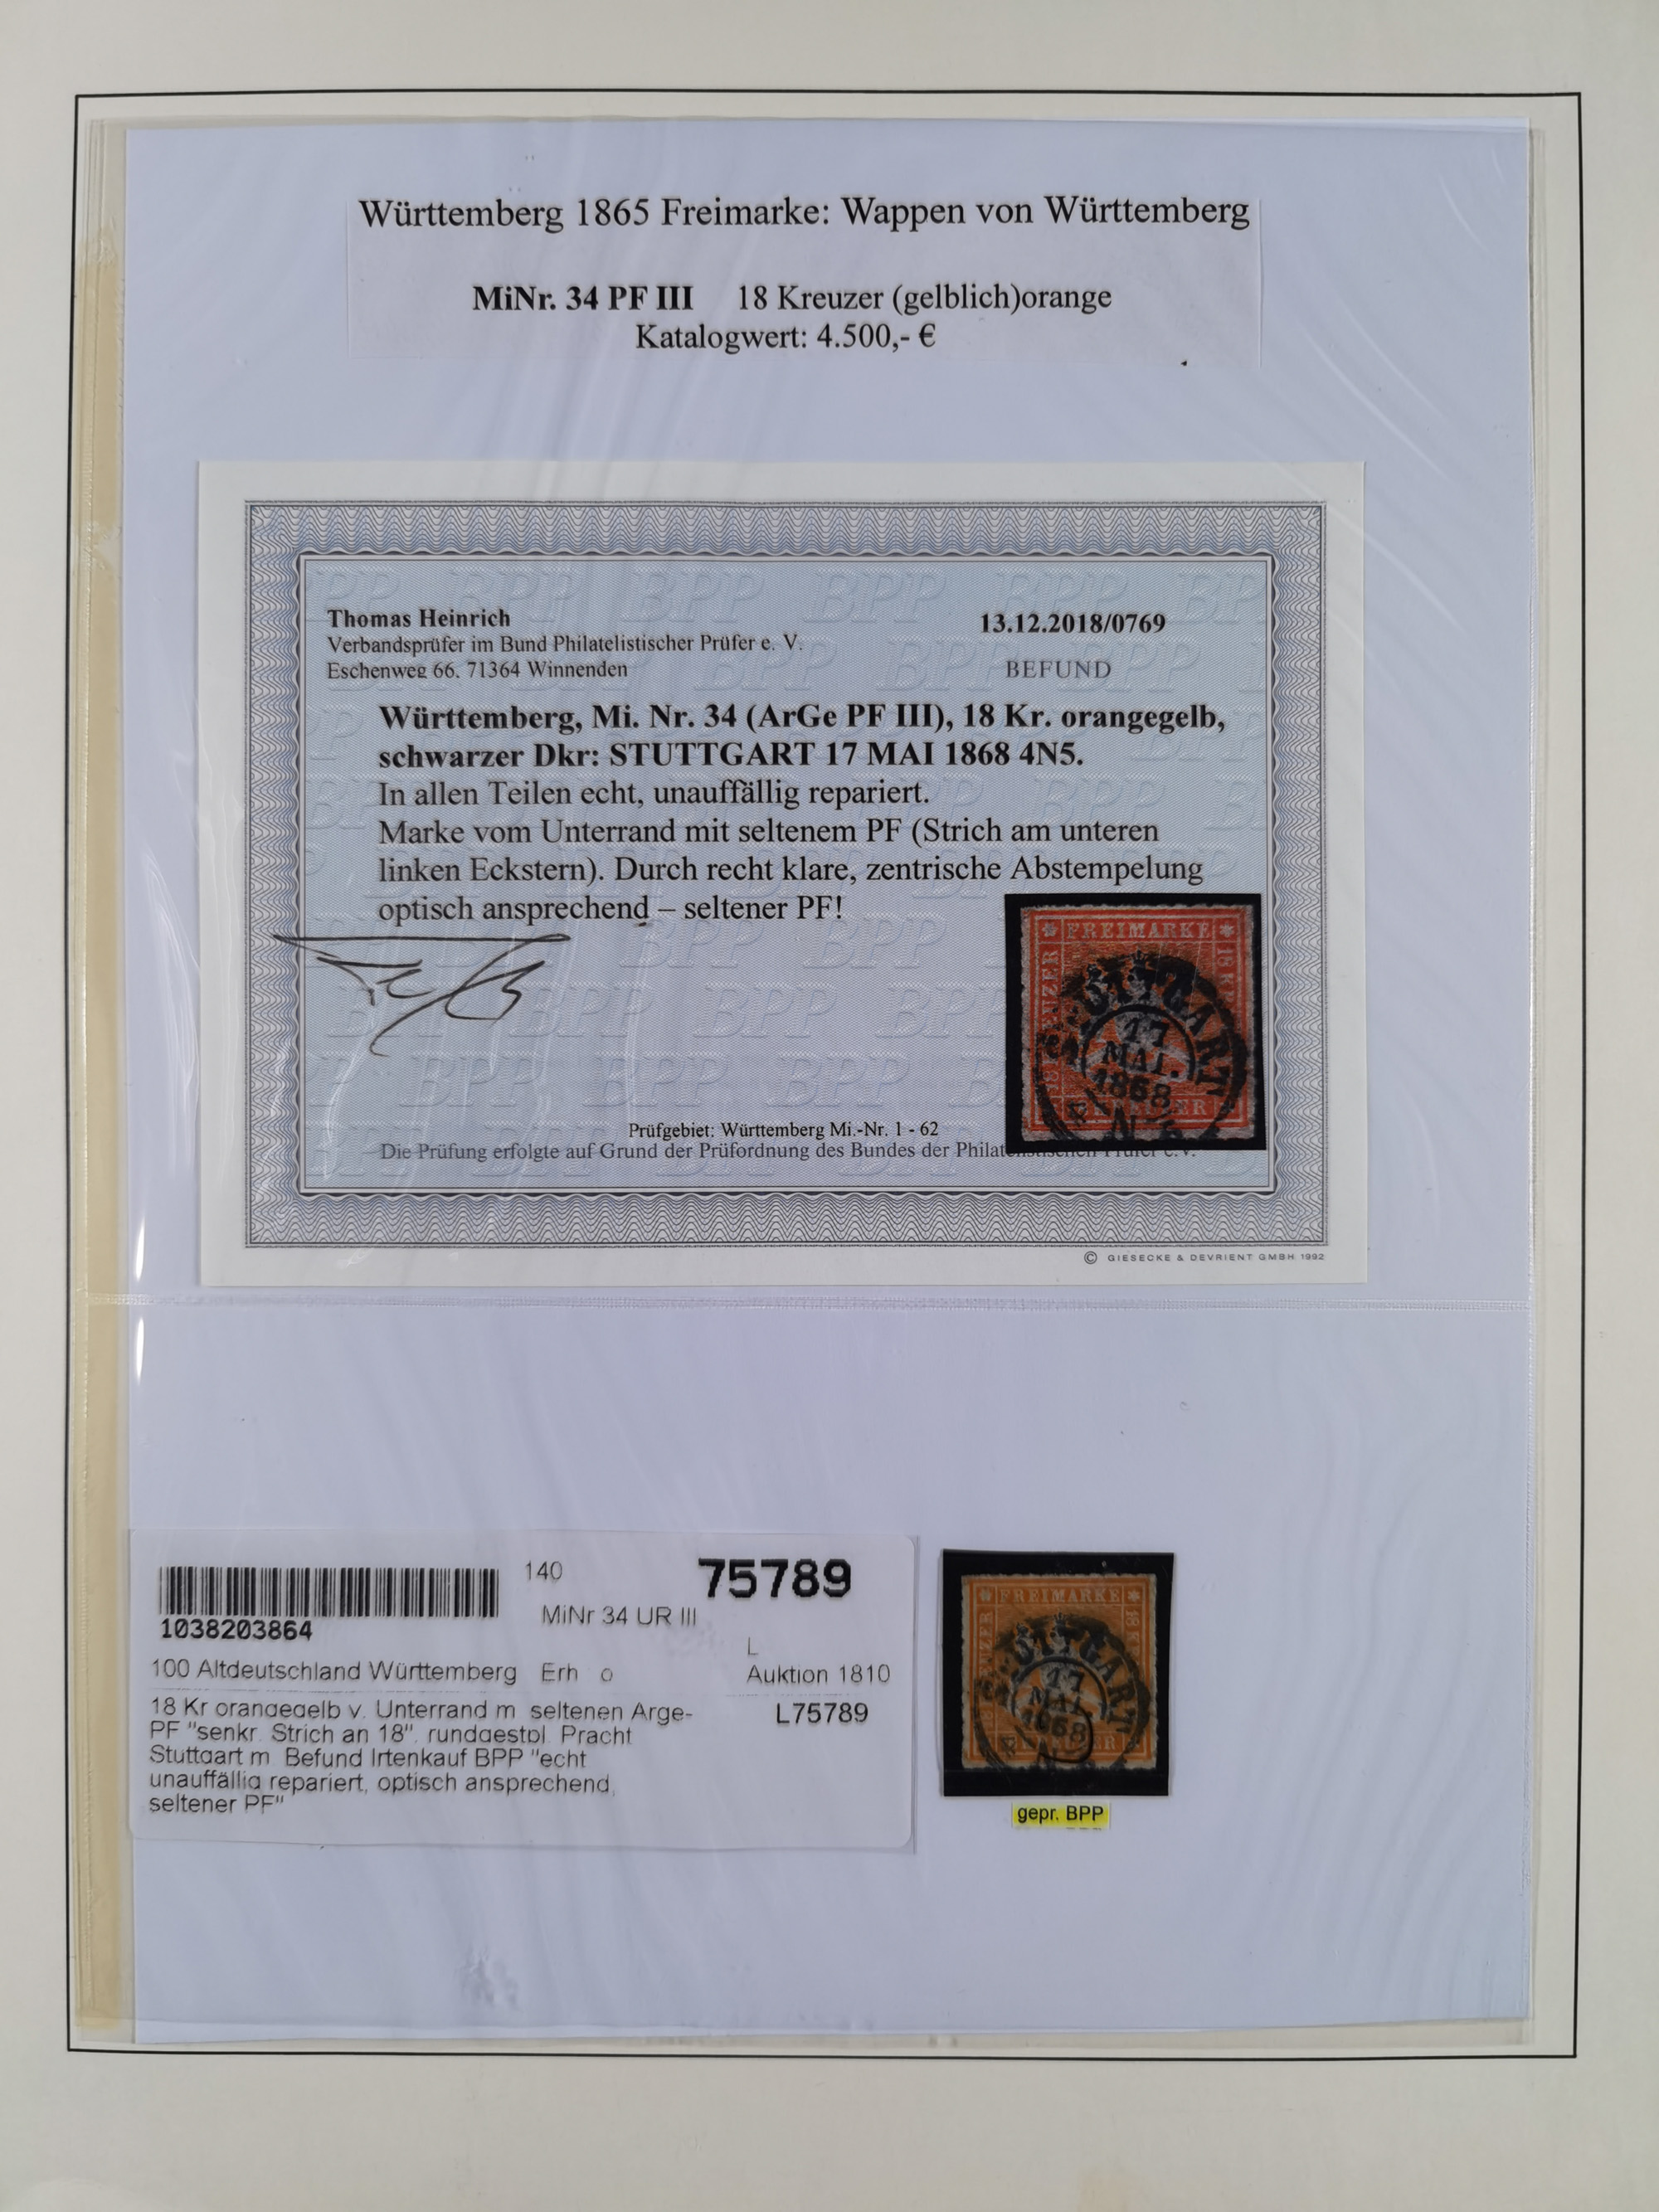 Württemberg 1865 Freimarke: Wappen von Württemberg
MiNr. 34 PF III 18 Kreuzer (gelblich)orange
Katalogwert: 4.500,- €
Thomas Heinrich
Verbandsprüfer im Bund Philatelistischer Prüfer e. V.
Eschenweg 66, 71364 Winnenden
13.12.2018/0769
BEFUND
Württemberg, Mi. Nr. 34 (ArGe PF III), 18 Kr. orangegelb,
schwarzer Dkr: STUTTGART 17 MAI 1868 4N5.
In allen Teilen echt, unauffällig repariert.
Marke vom Unterrand mit seltenem PF (Strich am unteren
linken Eckstern). Durch recht klare, zentrische Abstempelung
optisch ansprechend – seltener PF!
FREIMARKE
17
MAI.
1868
Prüfgebiet: Württemberg Mi.-Nr. 1 - 62
Die Prüfung erfolgte auf Grund der Prüfordnung des Bundes der Philatelistischen Prüfer e.V.
© GIESECKE & DEVRIENT GMBH 1992
140 75789
MiNr 34 UR III
1038203864
L
100 Altdeutschland Württemberg Erh o Auktion 1810
18 Kr orangegelb v. Unterrand m seltenen Arge-
L75789
PF "senkr. Strich an 18", rundgestpl. Pracht
Stuttgart m Befund Irtenkauf BPP "echt
unauffällig repariert, optisch ansprechend,
seltener PF"
FREIMARKE
17
MAI
1868
gepr. BPP